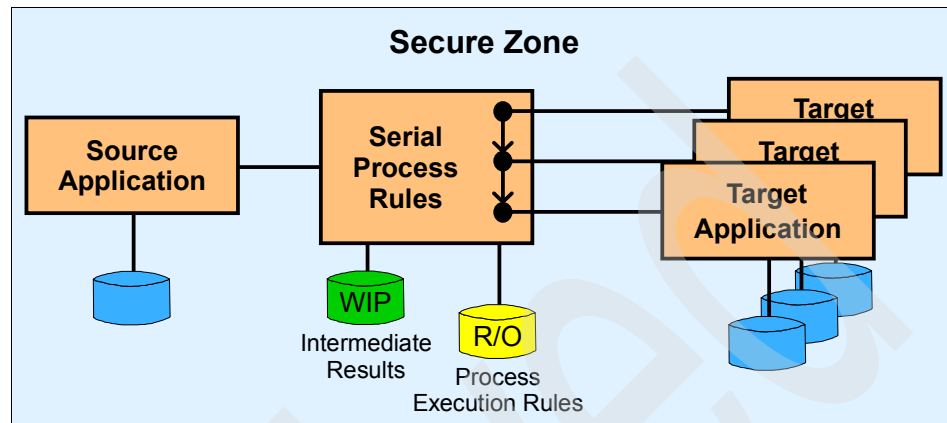 Secure Zone
Source
Application
Serial
Process
Rules
Target
Target
Target
Application
WIP
Intermediate
Results
R/O
Process
Execution Rules